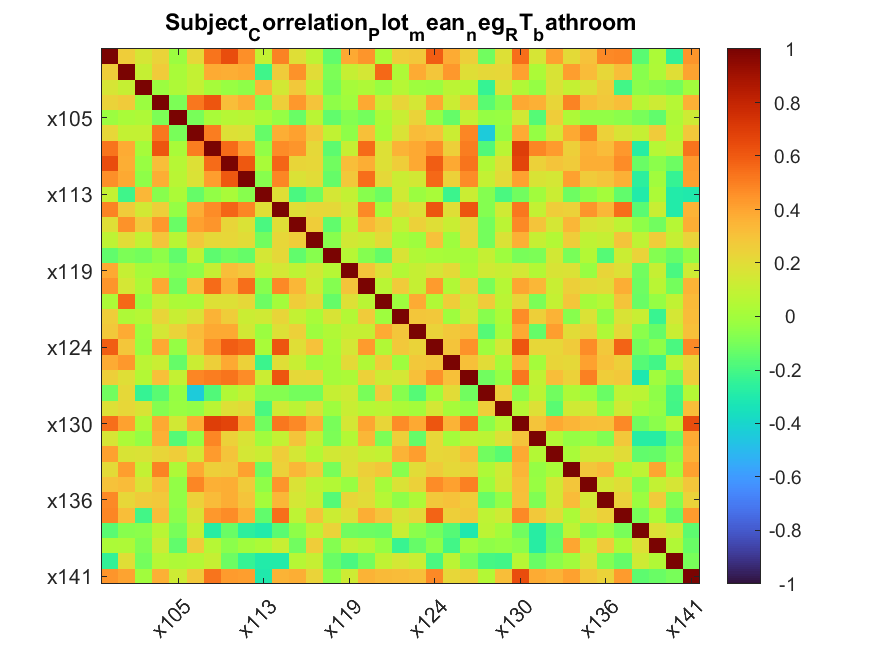 Subject_Correlation_Plot_mean_neg_RT_bathroom
x105
x113
x119
x124
x130
x136
x141
x105
x113
x119
x124
x130
x136
x141
1
0.8
0.6
0.4
0.2
0
-0.2
-0.4
-0.6
-0.8
-1